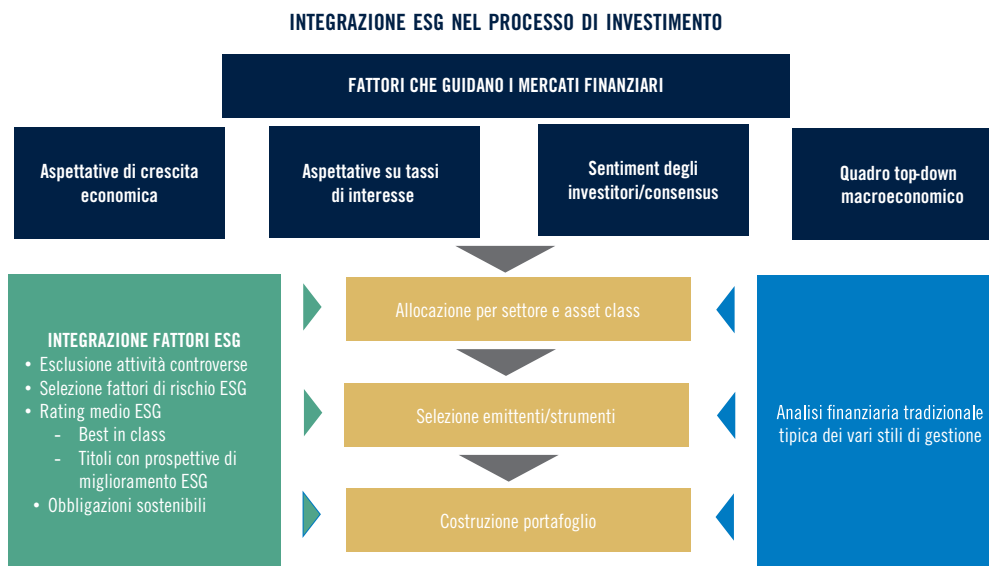 INTEGRAZIONE ESG NEL PROCESSO DI INVESTIMENTO
FATTORI CHE GUIDANO I MERCATI FINANZIARI
Aspettative di crescita
economica
Aspettative su tassi
di interesse
Sentiment degli
investitori/consensus
Quadro top-down
macroeconomico
INTEGRAZIONE FATTORI ESG
• Esclusione attività controverse
• Selezione fattori di rischio ESG
• Rating medio ESG
- Best in class
- Titoli con prospettive di
miglioramento ESG
• Obbligazioni sostenibili
Allocazione per settore e asset class
Selezione emittenti/strumenti
Costruzione portafoglio
Analisi finanziaria tradizionale
tipica dei vari stili di gestione